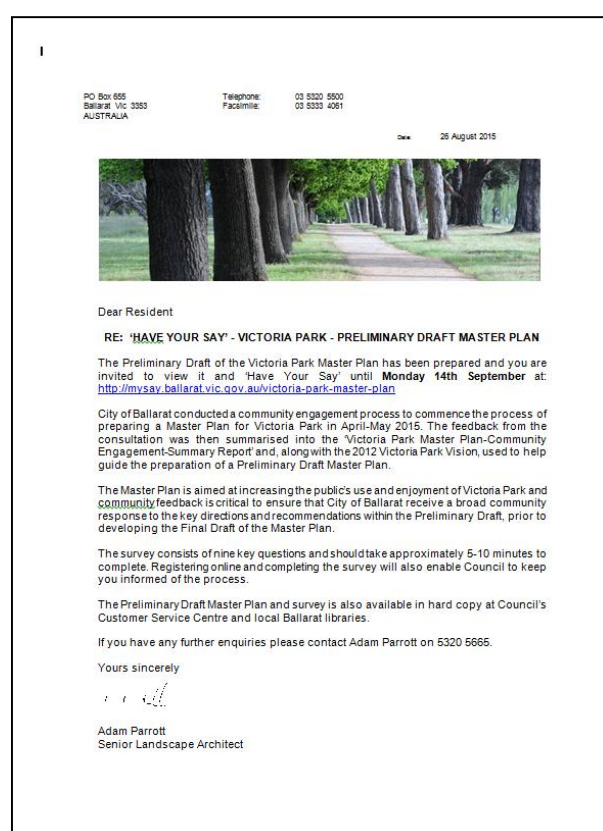 PO Box 655 Telephone: 03 5320 5500
Ballarat Vic 3353 Facsimile: 03 5333 4061
AUSTRALIA
Date: 26 August 2015
Dear Resident
RE: ‘HAVE YOUR SAY’ - VICTORIA PARK - PRELIMINARY DRAFT MASTER PLAN
The Preliminary Draft of the Victoria Park Master Plan has been prepared and you are
invited to view it and ‘Have Your Say’ until Monday 14th September at:
http://mysay.ballarat.vic.gov.au/victoria-park-master-plan
City of Ballarat conducted a community engagement process to commence the process of
preparing a Master Plan for Victoria Park in April-May 2015. The feedback from the
consultation was then summarised into the ‘Victoria Park Master Plan-Community
Engagement-Summary Report’ and, along with the 2012 Victoria Park Vision, used to help
guide the preparation of a Preliminary Draft Master Plan.
The Master Plan is aimed at increasing the public’s use and enjoyment of Victoria Park and
community feedback is critical to ensure that City of Ballarat receive a broad community
response to the key directions and recommendations within the Preliminary Draft, prior to
developing the Final Draft of the Master Plan.
The survey consists of nine key questions and should take approximately 5-10 minutes to
complete. Registering online and completing the survey will also enable Council to keep
you informed of the process.
The Preliminary Draft Master Plan and survey is also available in hard copy at Council’s
Customer Service Centre and local Ballarat libraries.
If you have any further enquiries please contact Adam Parrott on 5320 5665.
Yours sincerely
Adam Parrott
Senior Landscape Architect